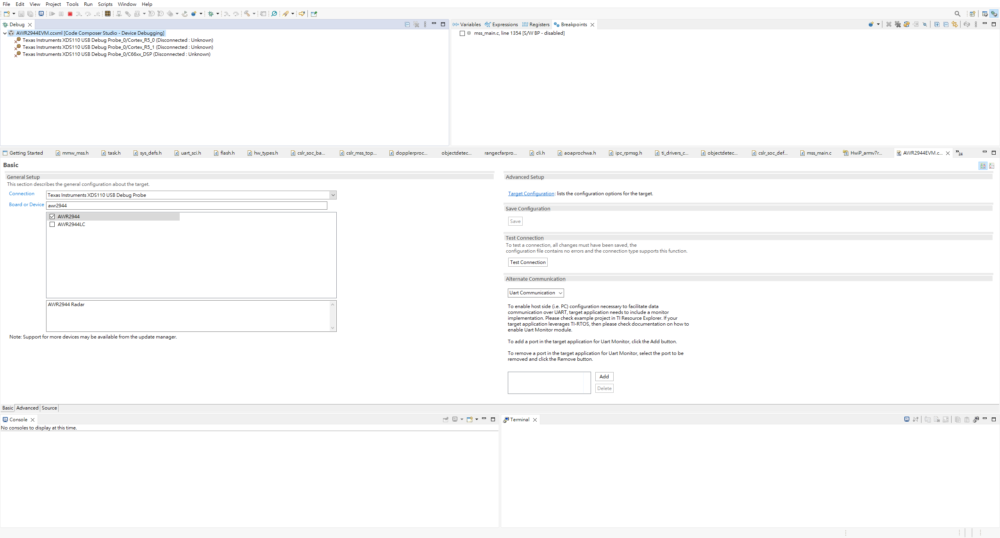 File Edit View Project Tools Run Scripts Window Help
Debug
AWR2944EVM.ccxml [Code Composer Studio - Device Debugging]
Texas Instruments XDS110 USB Debug Probe_0/Cortex_R5_0 (Disconnected : Unknown)
Texas Instruments XDS110 USB Debug Probe_0/Cortex_R5_1 (Disconnected : Unknown)
Texas Instruments XDS110 USB Debug Probe_0/C66xx_DSP (Disconnected : Unknown)
(x)= Variables Expressions Registers Breakpoints
mss_main.c, line 1354 [S/W BP - disabled]
Getting Started mmw_mss.h task.h sys_defs.h uart_sci.h flash.h hw_types.h cslr_soc_ba... cslr_mss_top... dopplerproc... objectdetec... rangecfarpro... cli.h aoaprochwa.h ipc_rpmsg.h ti_drivers_c... objectdetec... cslr_soc_def... mss_main.c HwiP_armv7r... AWR2944EVM.c... »24
Basic
General Setup
This section describes the general configuration about the target.
Connection Texas Instruments XDS110 USB Debug Probe
Board or Device awr2944
AWR2944
AWR2944LC
AWR2944 Radar
Note: Support for more devices may be available from the update manager.
Advanced Setup
Target Configuration: lists the configuration options for the target.
Save Configuration
Save
Test Connection
To test a connection, all changes must have been saved, the
configuration file contains no errors and the connection type supports this function.
Test Connection
Alternate Communication
Uart Communication
To enable host side (i.e. PC) configuration necessary to facilitate data
communication over UART, target application needs to include a monitor
implementation. Please check example project in TI Resource Explorer. If your
target application leverages TI-RTOS, then please check documentation on how to
enable Uart Monitor module.
To add a port in the target application for Uart Monitor, click the Add button.
To remove a port in the target application for Uart Monitor, select the port to be
removed and click the Remove button.
Add
Delete
Basic Advanced Source
Console
No consoles to display at this time.
Terminal